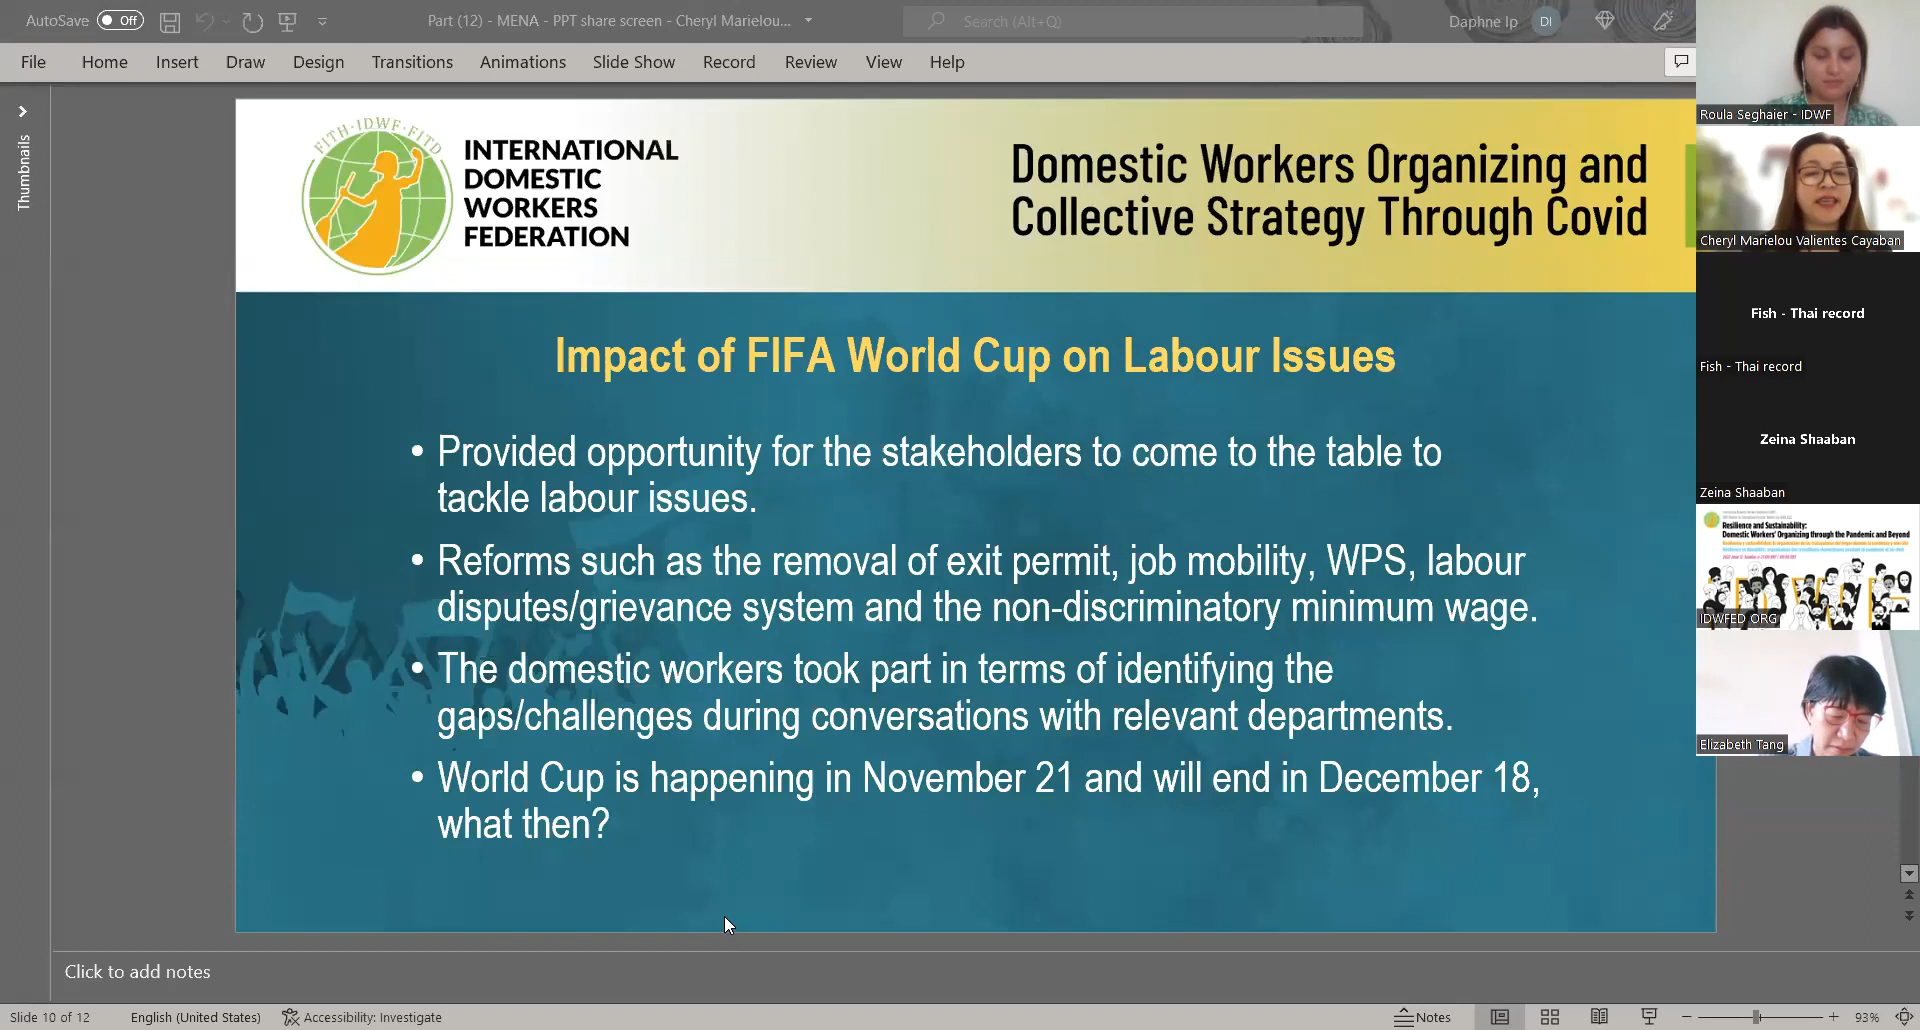 AutoSave Off
Part (12) - MENA - PPT share screen - Cheryl Marielou...
Search (Alt+Q)
Daphne Ip DI
File Home Insert Draw Design Transitions Animations Slide Show Record Review View Help
Thumbnails
FITH·IDWF·FITD
INTERNATIONAL
DOMESTIC
WORKERS
FEDERATION
Domestic Workers Organizing and
Collective Strategy Through Covid
Impact of FIFA World Cup on Labour Issues
• Provided opportunity for the stakeholders to come to the table to
tackle labour issues.
• Reforms such as the removal of exit permit, job mobility, WPS, labour
disputes/grievance system and the non-discriminatory minimum wage.
• The domestic workers took part in terms of identifying the
gaps/challenges during conversations with relevant departments.
• World Cup is happening in November 21 and will end in December 18,
what then?
Roula Seghaier - IDWF
Cheryl Marielou Valientes Cayaban
Fish - Thai record
Fish - Thai record
Zeina Shaaban
Zeina Shaaban
Resilience and Sustainability:
Domestic Workers' Organizing through the Pandemic and Beyond
IDWFED ORG
Elizabeth Tang
Click to add notes
Slide 10 of 12
English (United States)
Accessibility: Investigate
Notes
93%